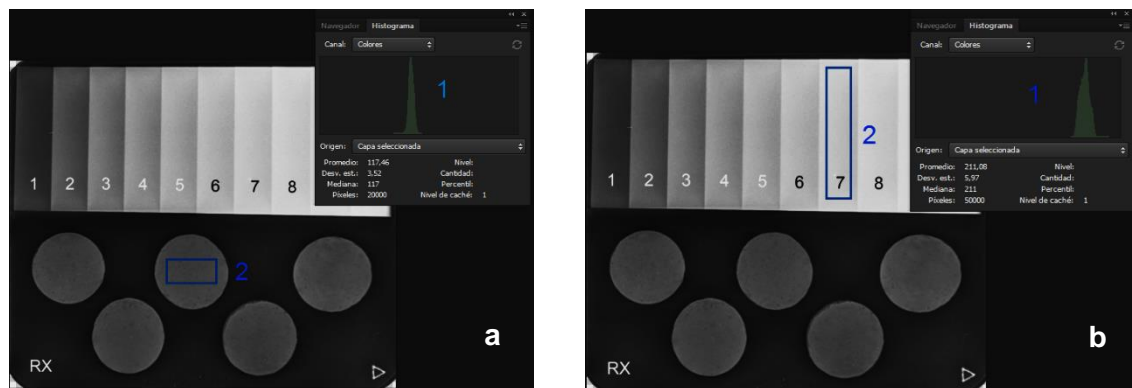 Navegador Histograma
Canal: Colores
1
Origen: Capa seleccionada
Promedio: 117,46 Nivel:
Desv. est.: 3,52 Cantidad:
Mediana: 117 Percentil:
Píxeles: 20000 Nivel de caché: 1
1 2 3 4 5 6 7 8
2
RX
a
Navegador Histograma
Canal: Colores
1
Origen: Capa seleccionada
Promedio: 211,08 Nivel:
Desv. est.: 5,97 Cantidad:
Mediana: 211 Percentil:
Píxeles: 50000 Nivel de caché: 1
2
1 2 3 4 5 6 7 8
RX
b